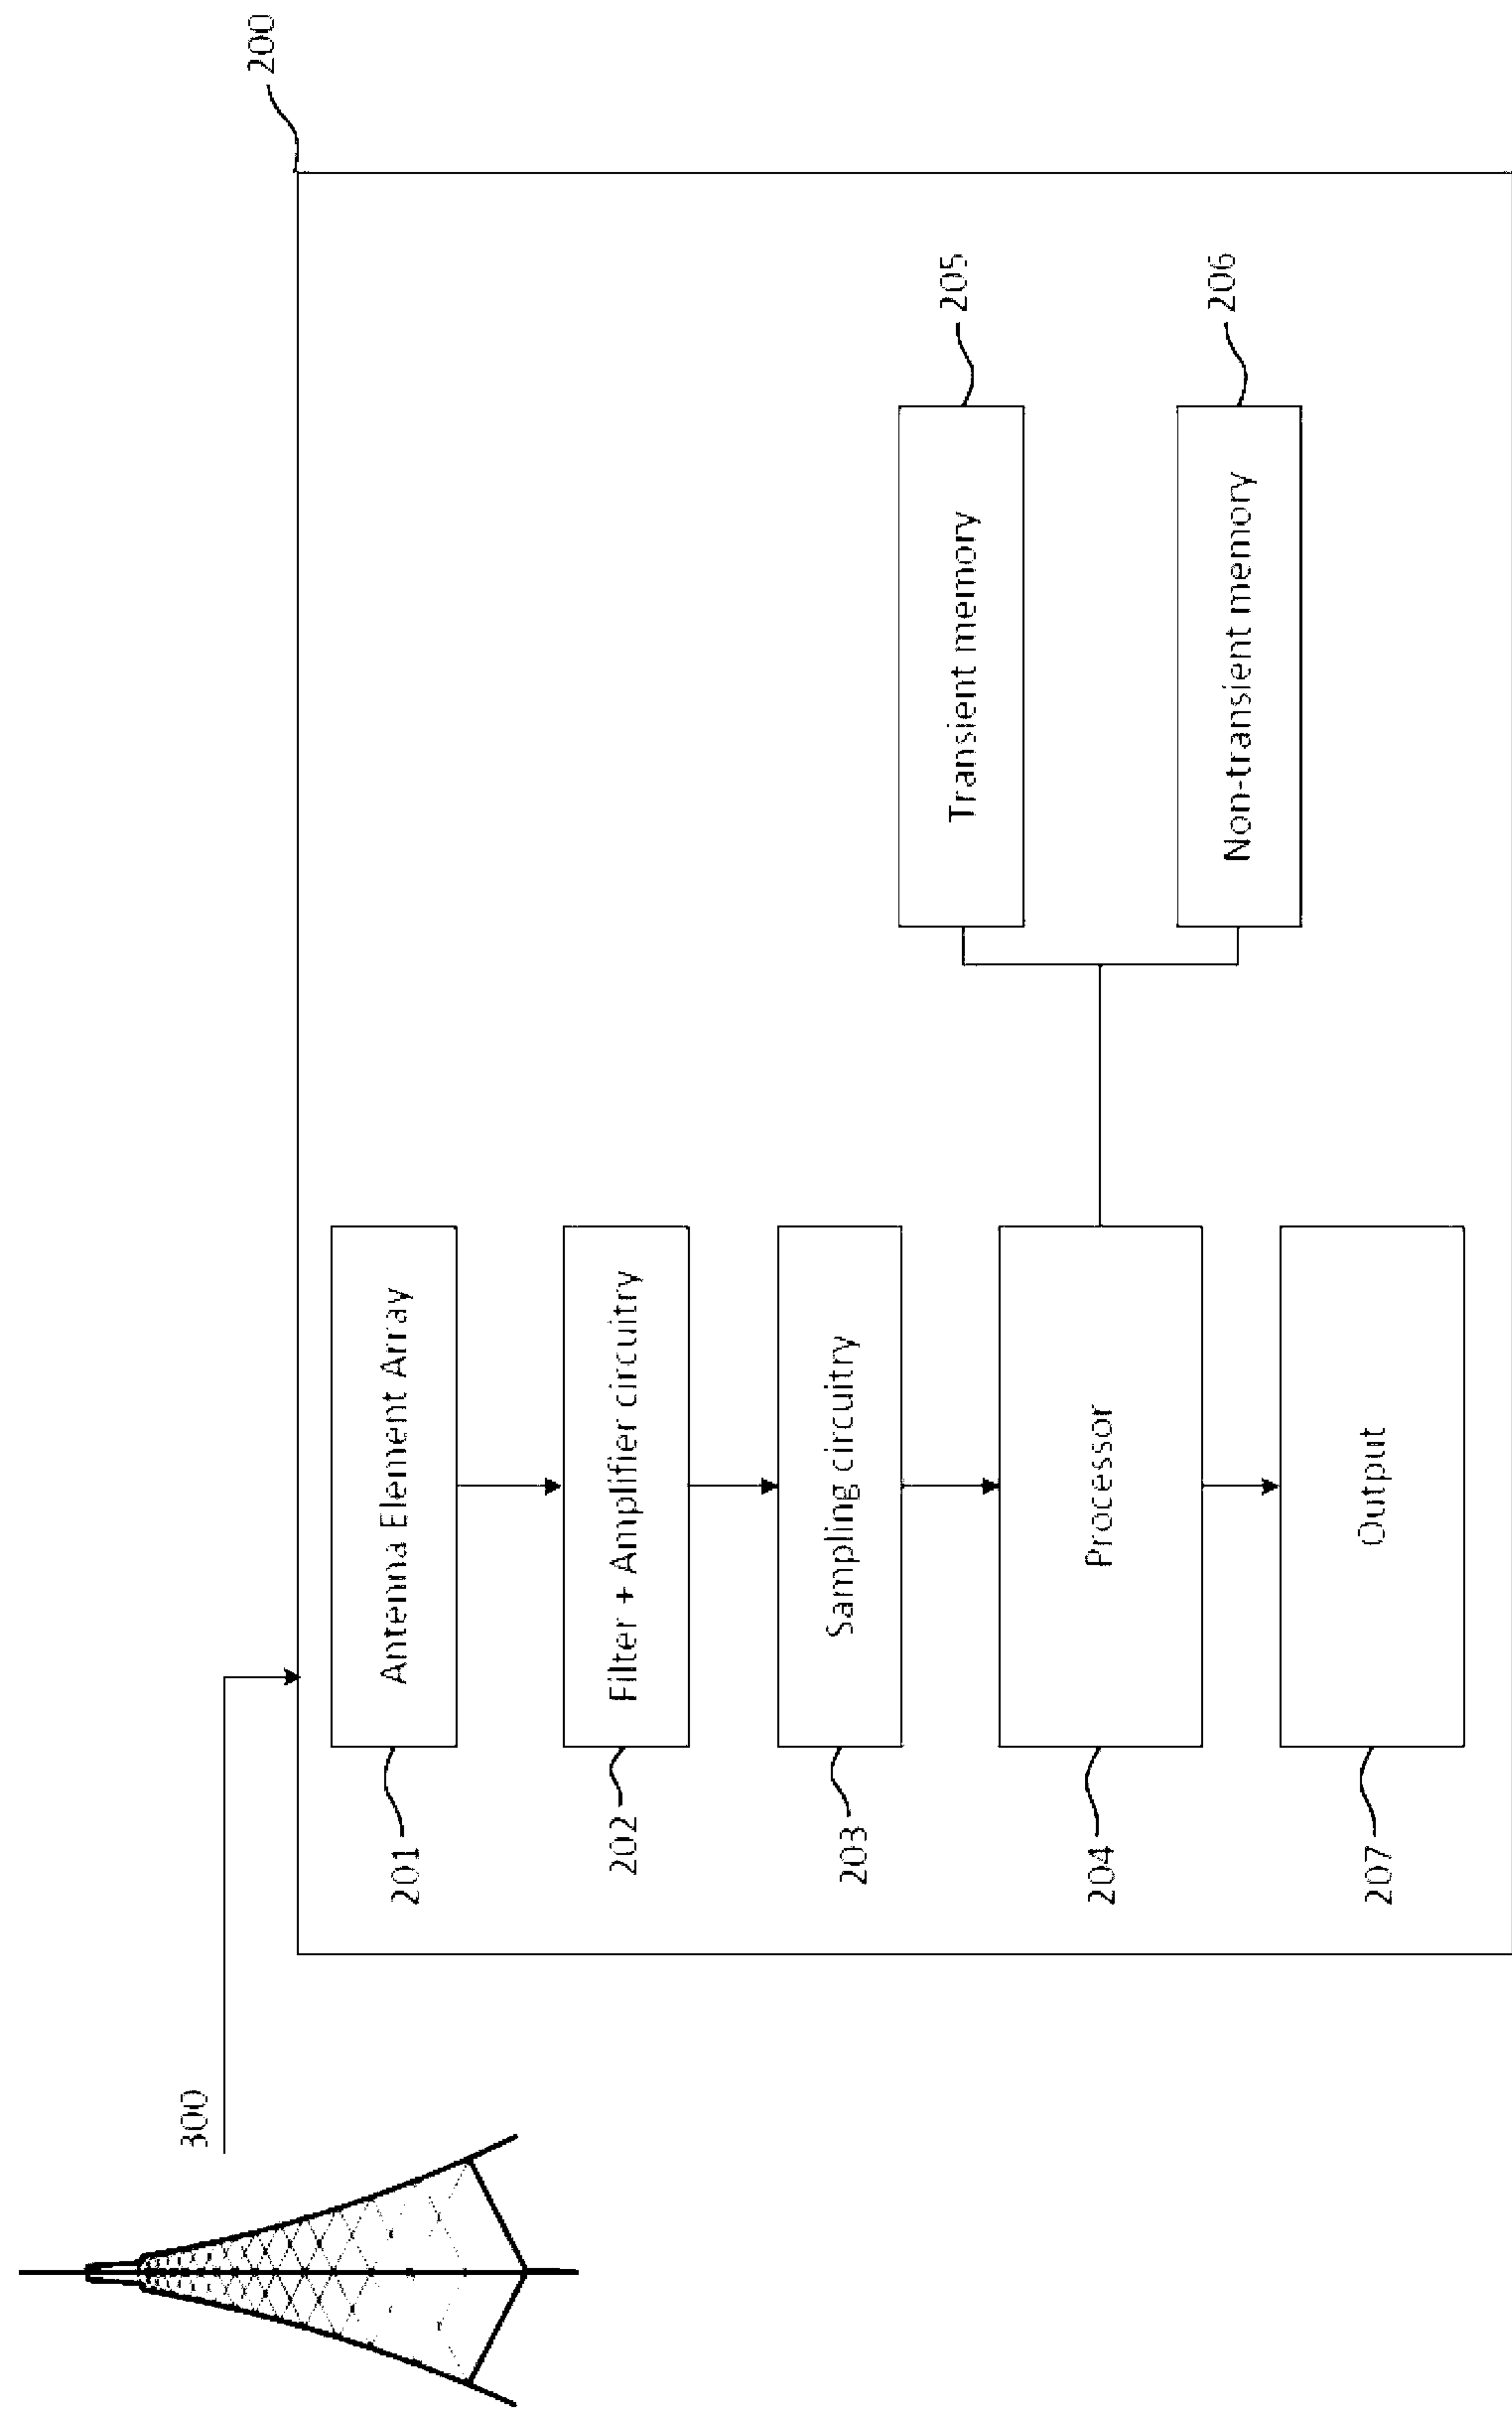 200
300
201
Antenna Element Array
202
Filter + Amplifier circuitry
203
Sampling circuitry
204
Processor
205
Transient memory
206
Non-transient memory
207
Output